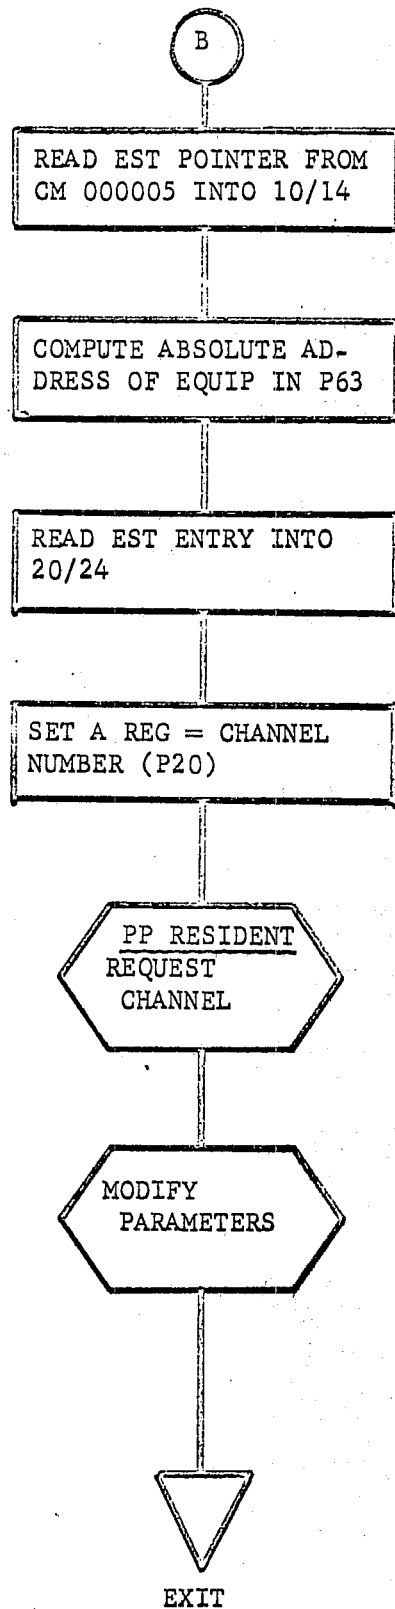 B
READ EST POINTER FROM
CM 000005 INTO 10/14
COMPUTE ABSOLUTE AD-
DRESS OF EQUIP IN P63
READ EST ENTRY INTO
20/24
SET A REG = CHANNEL
NUMBER (P20)
PP RESIDENT
REQUEST
CHANNEL
MODIFY
PARAMETERS
EXIT